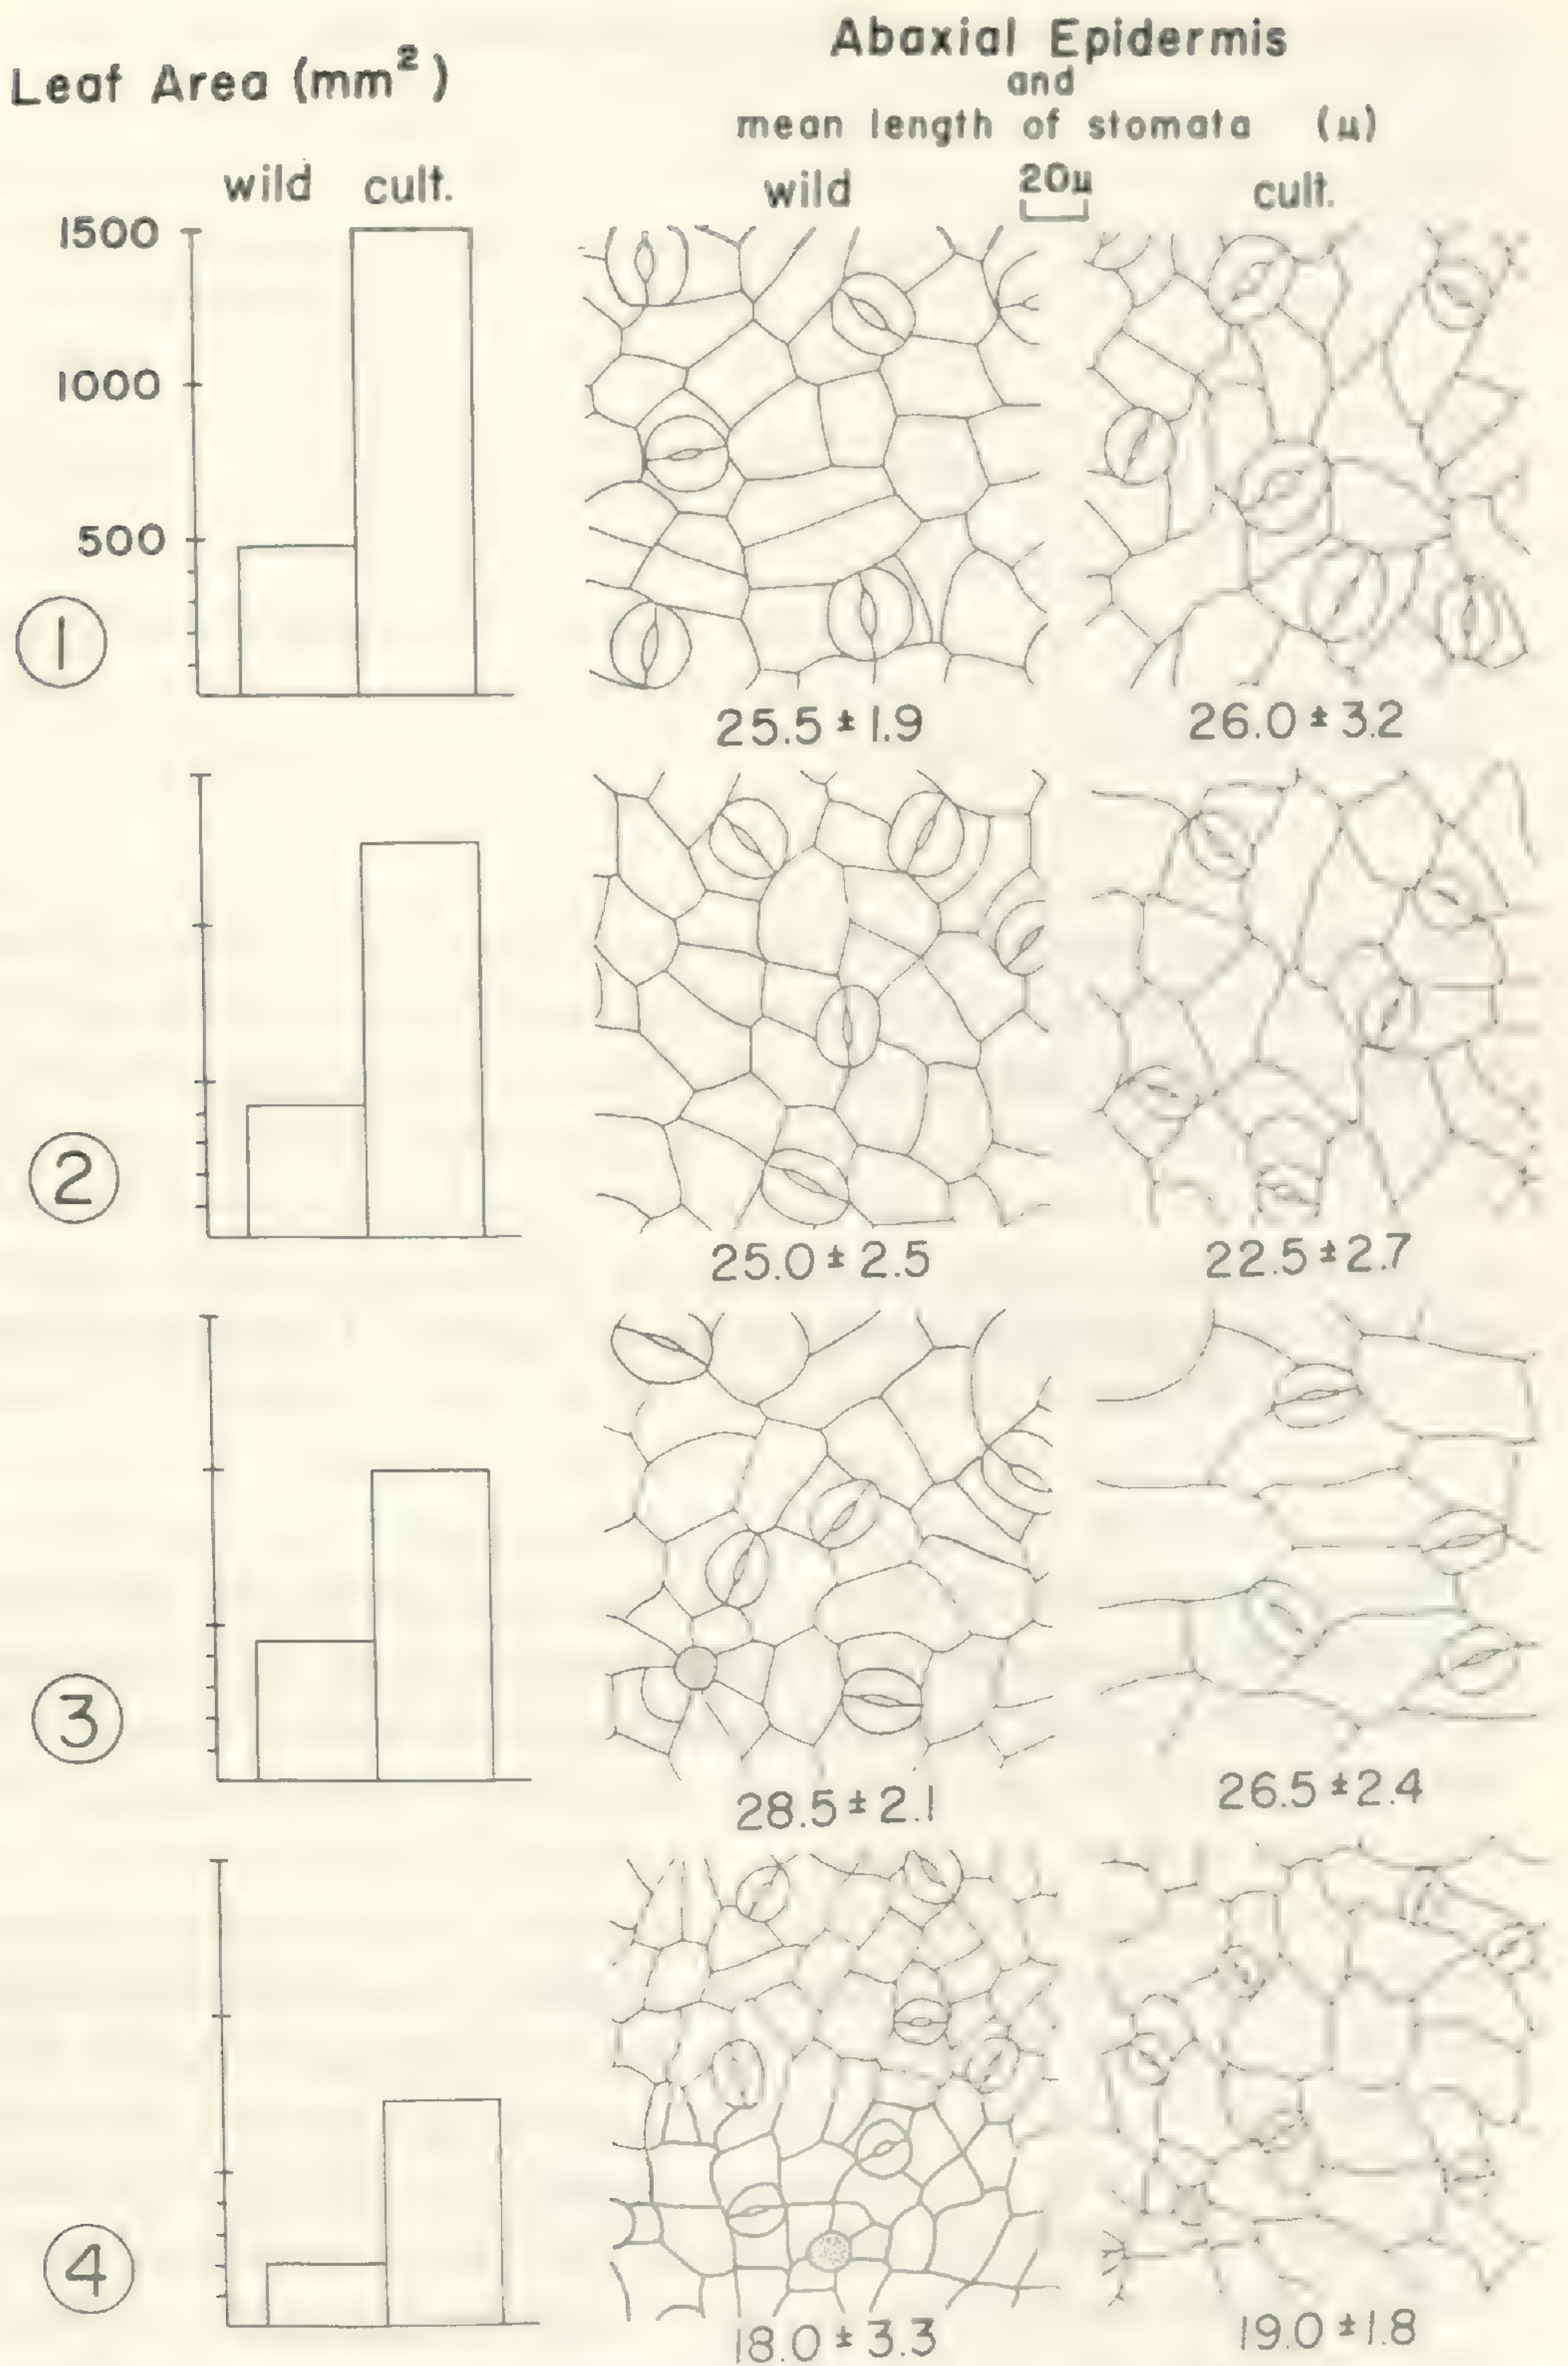 Leaf Area (mm²)
Abaxial Epidermis
and
mean length of stomata (µ)
wild cult.
wild
20µ
cult.
1500
1000
500
1
25.5 ± 1.9
26.0 ± 3.2
2
25.0 ± 2.5
22.5 ± 2.7
3
28.5 ± 2.1
26.5 ± 2.4
4
18.0 ± 3.3
19.0 ± 1.8